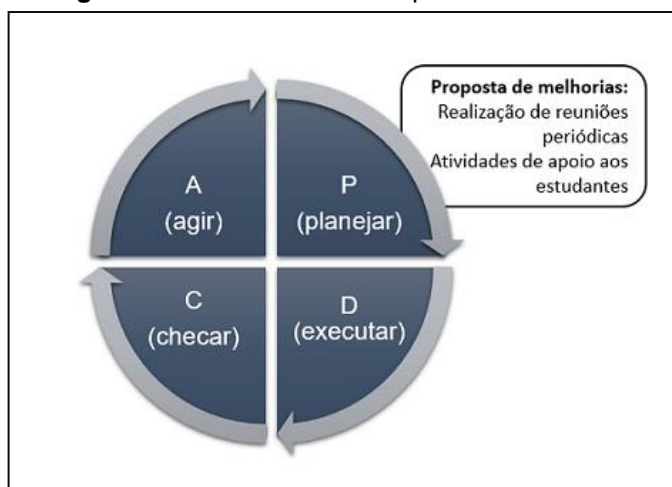 Proposta de melhorias:
Realização de reuniões
periódicas
Atividades de apoio aos
estudantes
A
(agir)
P
(planejar)
C
(checar)
D
(executar)